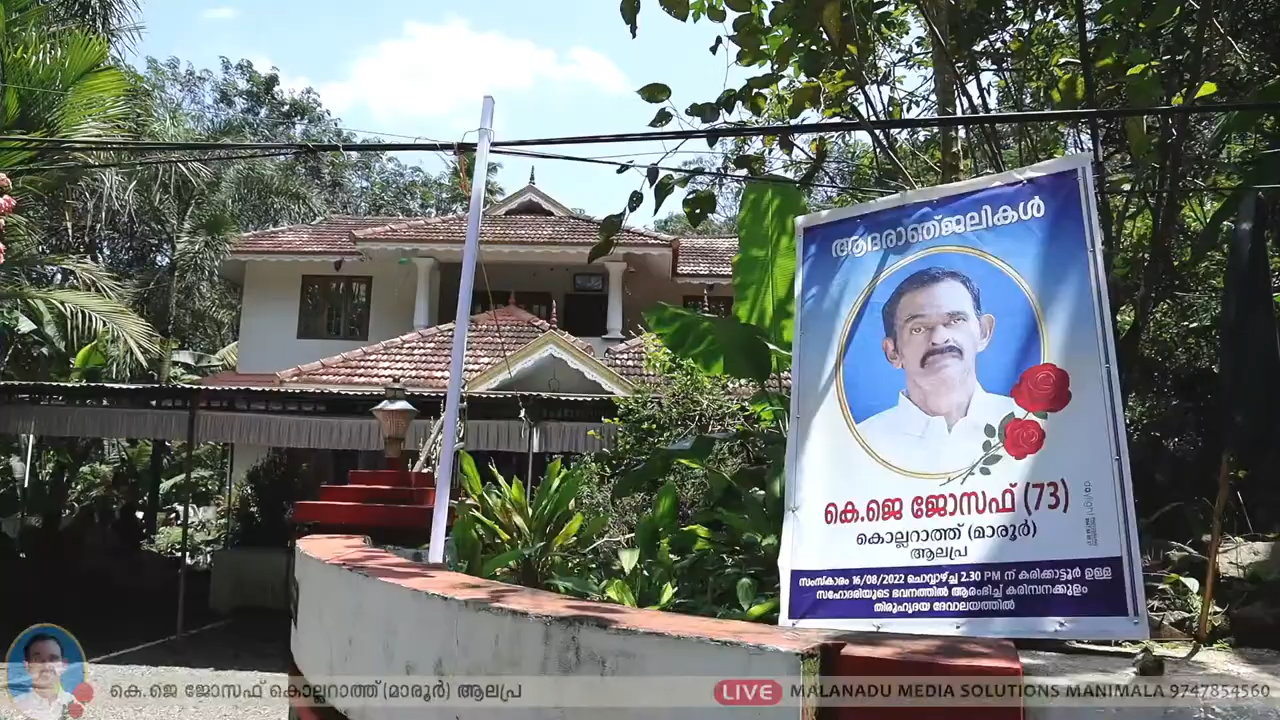 ആദരാഞ്ജലികൾ
കെ.ജെ ജോസഫ് (73)
കൊല്ലറാത്ത് (മാരൂർ)
ആലപ്ര
സംസ്കാരം 16/08/2022 ചൊവ്വാഴ്ച 2.30 PM ന് കരിക്കാട്ടൂർ ഉള്ള
സഹോദരിയുടെ ഭവനത്തിൽ ആരംഭിച്ച് കരിമ്പനക്കുളം
തിരുഹൃദയ ദേവാലയത്തിൽ
കെ.ജെ ജോസഫ് കൊല്ലറാത്ത് (മാരൂർ) ആലപ്ര
LIVE MALANADU MEDIA SOLUTIONS MANIMALA 9747854560